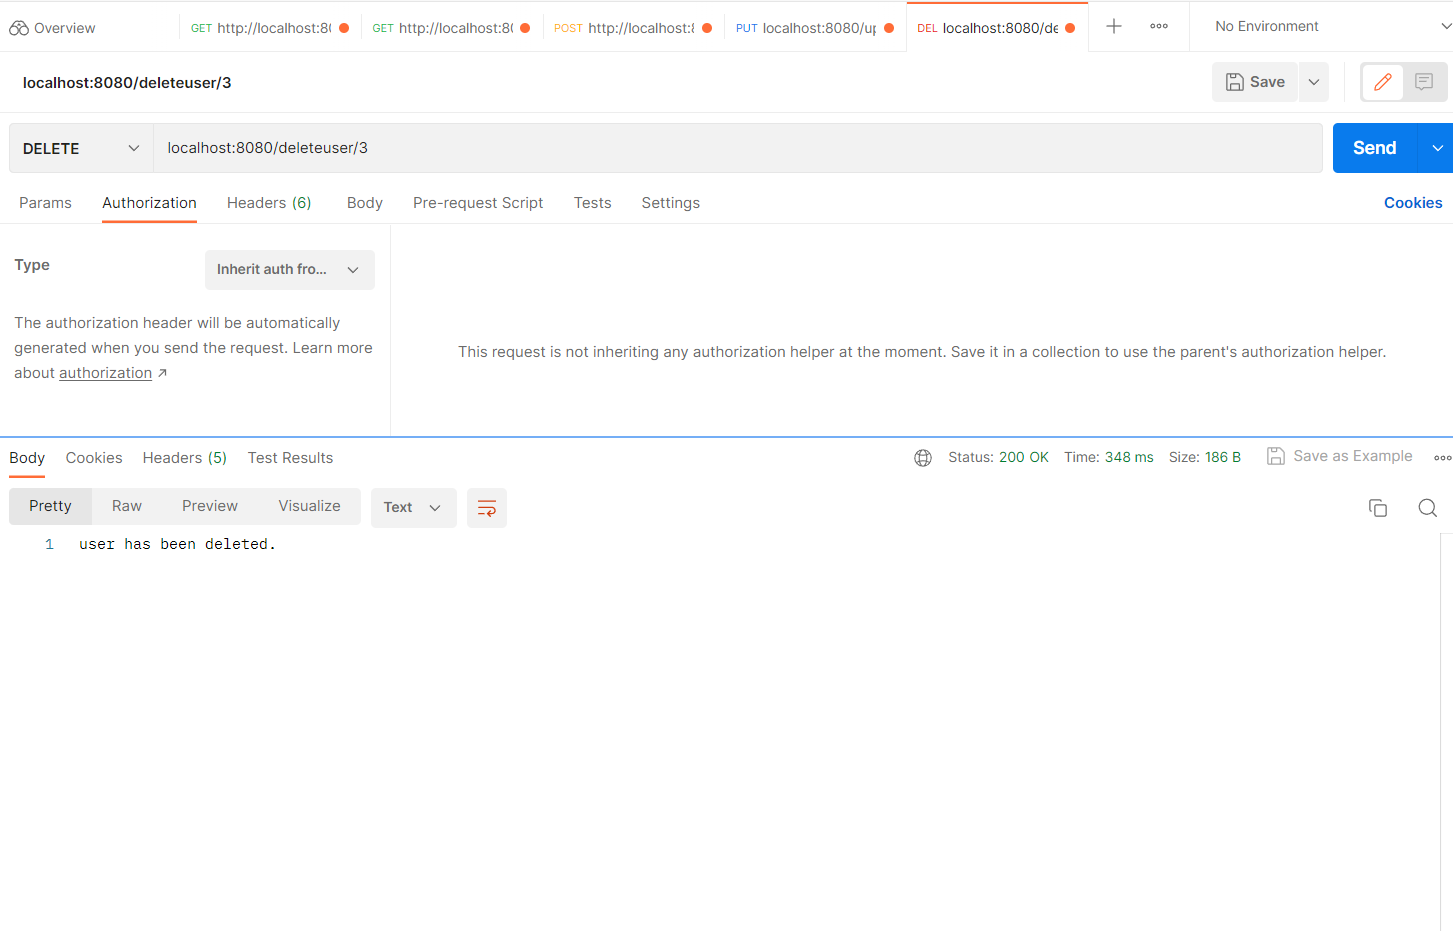 Overview GET http://localhost:8( GET http://localhost:8( POST http://localhost:8 PUT localhost:8080/up DEL localhost:8080/de No Environment
localhost:8080/deleteuser/3 Save
DELETE localhost:8080/deleteuser/3 Send
Params Authorization Headers (6) Body Pre-request Script Tests Settings Cookies
Type Inherit auth fro...
The authorization header will be automatically
generated when you send the request. Learn more
about authorization ↗
This request is not inheriting any authorization helper at the moment. Save it in a collection to use the parent's authorization helper.
Body Cookies Headers (5) Test Results Status: 200 OK Time: 348 ms Size: 186 B Save as Example
Pretty Raw Preview Visualize Text
1 user has been deleted.